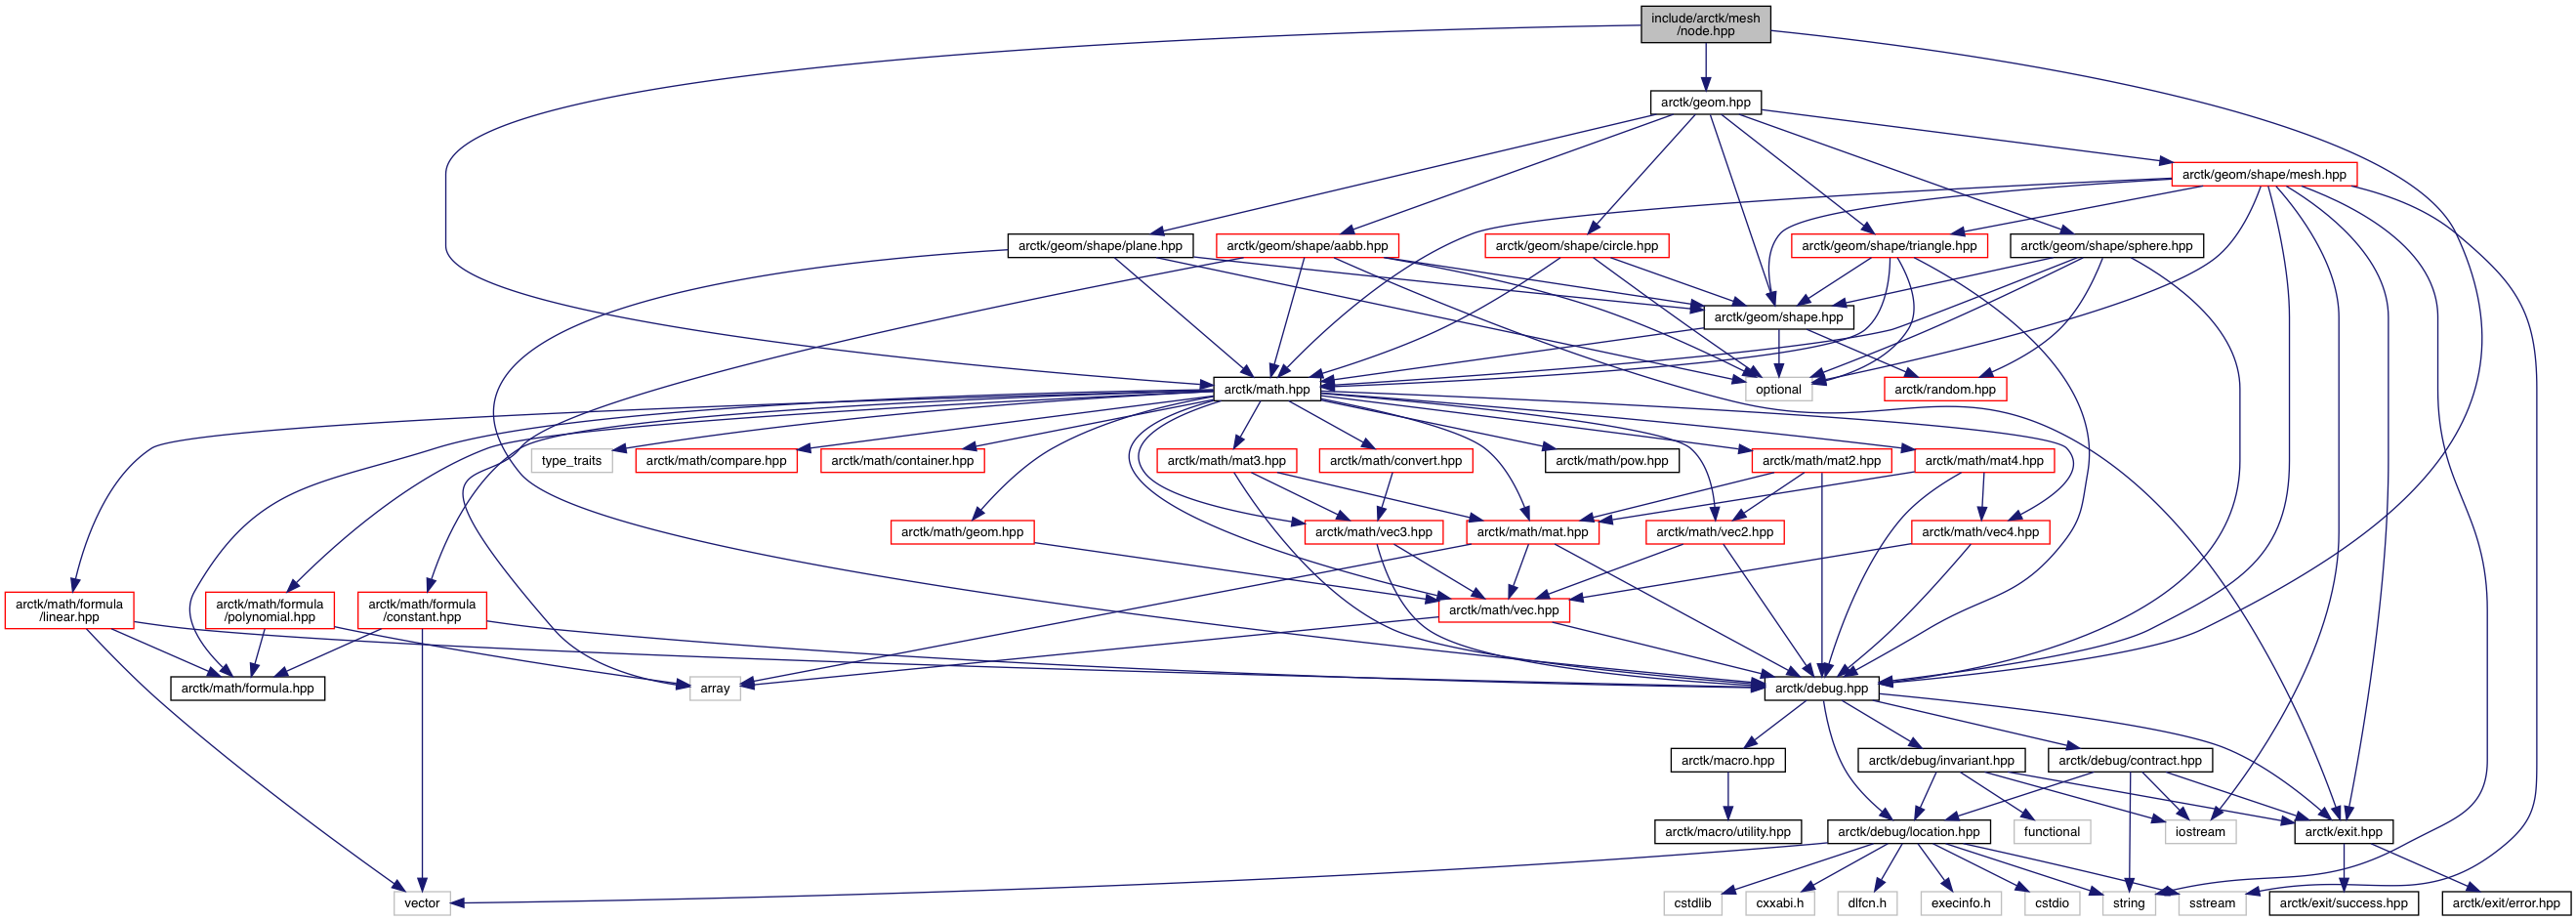 include/arctk/mesh
/node.hpp
arctk/geom.hpp
arctk/geom/shape/mesh.hpp
arctk/geom/shape/plane.hpp
arctk/geom/shape/aabb.hpp
arctk/geom/shape/circle.hpp
arctk/geom/shape/triangle.hpp
arctk/geom/shape/sphere.hpp
arctk/geom/shape.hpp
arctk/math.hpp
optional
arctk/random.hpp
type_traits
arctk/math/compare.hpp
arctk/math/container.hpp
arctk/math/mat3.hpp
arctk/math/convert.hpp
arctk/math/pow.hpp
arctk/math/mat2.hpp
arctk/math/mat4.hpp
arctk/math/geom.hpp
arctk/math/vec3.hpp
arctk/math/mat.hpp
arctk/math/vec2.hpp
arctk/math/vec4.hpp
arctk/math/formula
/linear.hpp
arctk/math/formula
/polynomial.hpp
arctk/math/formula
/constant.hpp
arctk/math/vec.hpp
arctk/math/formula.hpp
array
arctk/debug.hpp
arctk/macro.hpp
arctk/debug/invariant.hpp
arctk/debug/contract.hpp
arctk/macro/utility.hpp
arctk/debug/location.hpp
functional
iostream
arctk/exit.hpp
vector
cstdlib
cxxabi.h
dlfcn.h
execinfo.h
cstdio
string
sstream
arctk/exit/success.hpp
arctk/exit/error.hpp